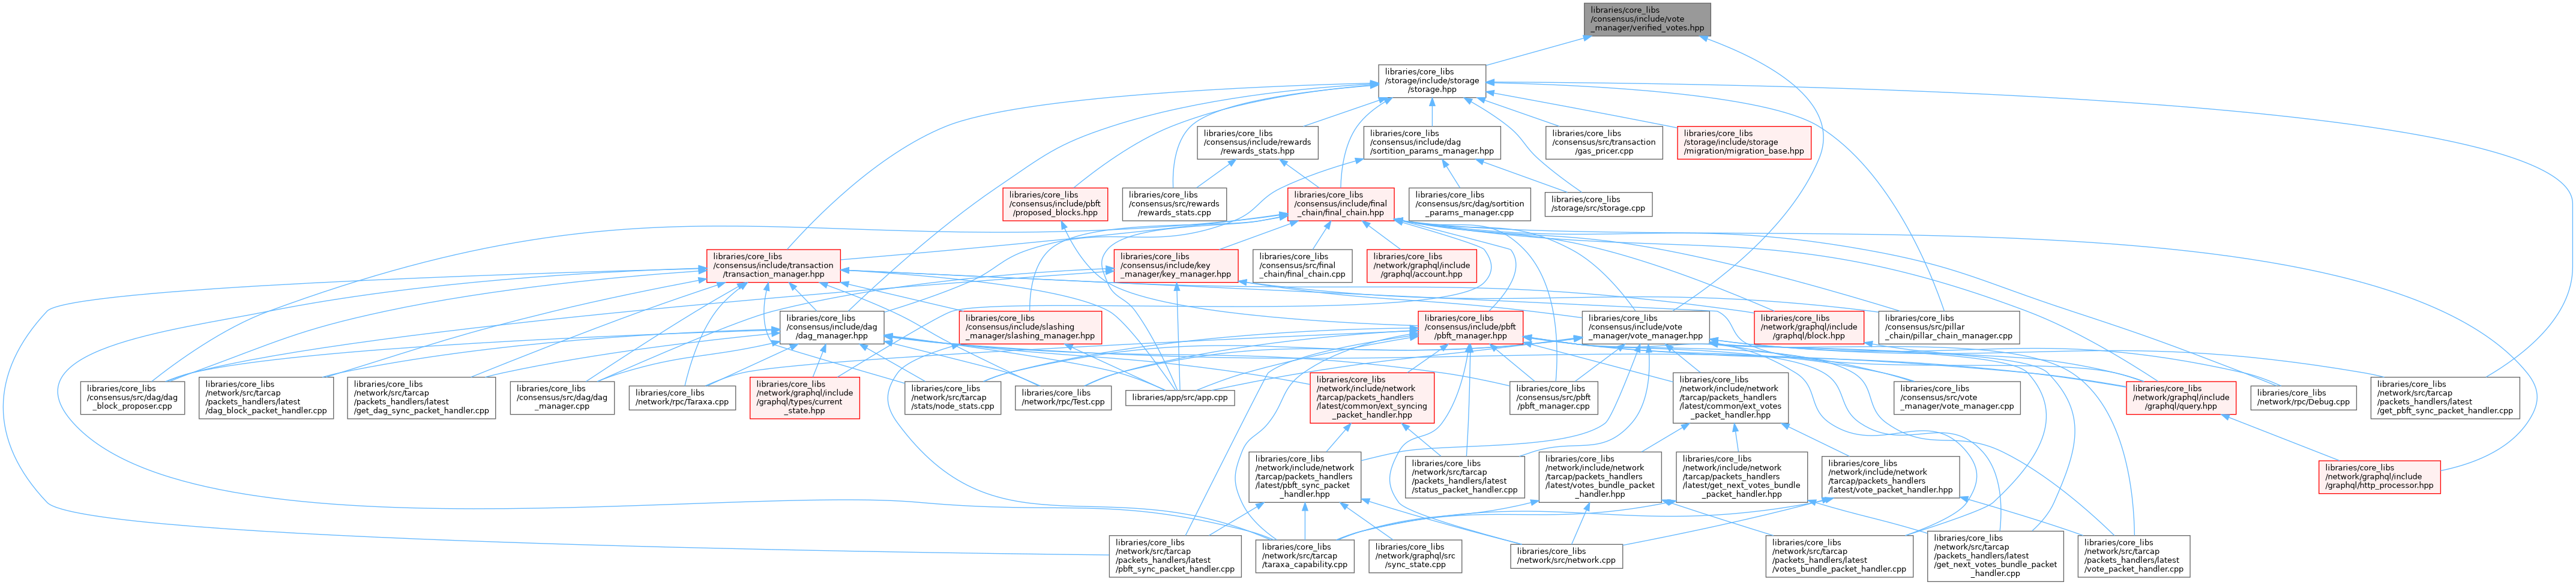 libraries/core_libs
/consensus/include/vote
_manager/verified_votes.hpp
libraries/core_libs
/storage/include/storage
/storage.hpp
libraries/core_libs
/consensus/include/rewards
/rewards_stats.hpp
libraries/core_libs
/consensus/include/dag
/sortition_params_manager.hpp
libraries/core_libs
/consensus/src/transaction
/gas_pricer.cpp
libraries/core_libs
/storage/include/storage
/migration/migration_base.hpp
libraries/core_libs
/consensus/include/pbft
/proposed_blocks.hpp
libraries/core_libs
/consensus/src/rewards
/rewards_stats.cpp
libraries/core_libs
/consensus/include/final
_chain/final_chain.hpp
libraries/core_libs
/consensus/src/dag/sortition
_params_manager.cpp
libraries/core_libs
/storage/src/storage.cpp
libraries/core_libs
/consensus/include/transaction
/transaction_manager.hpp
libraries/core_libs
/consensus/include/key
_manager/key_manager.hpp
libraries/core_libs
/consensus/src/final
_chain/final_chain.cpp
libraries/core_libs
/network/graphql/include
/graphql/account.hpp
libraries/core_libs
/consensus/include/dag
/dag_manager.hpp
libraries/core_libs
/consensus/include/slashing
_manager/slashing_manager.hpp
libraries/core_libs
/consensus/include/pbft
/pbft_manager.hpp
libraries/core_libs
/consensus/include/vote
_manager/vote_manager.hpp
libraries/core_libs
/network/graphql/include
/graphql/block.hpp
libraries/core_libs
/consensus/src/pillar
_chain/pillar_chain_manager.cpp
libraries/core_libs
/consensus/src/dag/dag
_block_proposer.cpp
libraries/core_libs
/network/src/tarcap
/packets_handlers/latest
/dag_block_packet_handler.cpp
libraries/core_libs
/network/src/tarcap
/packets_handlers/latest
/get_dag_sync_packet_handler.cpp
libraries/core_libs
/consensus/src/dag/dag
_manager.cpp
libraries/core_libs
/network/rpc/Taraxa.cpp
libraries/core_libs
/network/graphql/include
/graphql/types/current
_state.hpp
libraries/core_libs
/network/src/tarcap
/stats/node_stats.cpp
libraries/core_libs
/network/rpc/Test.cpp
libraries/app/src/app.cpp
libraries/core_libs
/network/include/network
/tarcap/packets_handlers
/latest/common/ext_syncing
_packet_handler.hpp
libraries/core_libs
/consensus/src/pbft
/pbft_manager.cpp
libraries/core_libs
/network/include/network
/tarcap/packets_handlers
/latest/common/ext_votes
_packet_handler.hpp
libraries/core_libs
/consensus/src/vote
_manager/vote_manager.cpp
libraries/core_libs
/network/graphql/include
/graphql/query.hpp
libraries/core_libs
/network/rpc/Debug.cpp
libraries/core_libs
/network/src/tarcap
/packets_handlers/latest
/get_pbft_sync_packet_handler.cpp
libraries/core_libs
/network/include/network
/tarcap/packets_handlers
/latest/pbft_sync_packet
_handler.hpp
libraries/core_libs
/network/src/tarcap
/packets_handlers/latest
/status_packet_handler.cpp
libraries/core_libs
/network/include/network
/tarcap/packets_handlers
/latest/votes_bundle_packet
_handler.hpp
libraries/core_libs
/network/include/network
/tarcap/packets_handlers
/latest/get_next_votes_bundle
_packet_handler.hpp
libraries/core_libs
/network/include/network
/tarcap/packets_handlers
/latest/vote_packet_handler.hpp
libraries/core_libs
/network/graphql/include
/graphql/http_processor.hpp
libraries/core_libs
/network/src/tarcap
/packets_handlers/latest
/pbft_sync_packet_handler.cpp
libraries/core_libs
/network/src/tarcap
/taraxa_capability.cpp
libraries/core_libs
/network/graphql/src
/sync_state.cpp
libraries/core_libs
/network/src/network.cpp
libraries/core_libs
/network/src/tarcap
/packets_handlers/latest
/votes_bundle_packet_handler.cpp
libraries/core_libs
/network/src/tarcap
/packets_handlers/latest
/get_next_votes_bundle_packet
_handler.cpp
libraries/core_libs
/network/src/tarcap
/packets_handlers/latest
/vote_packet_handler.cpp